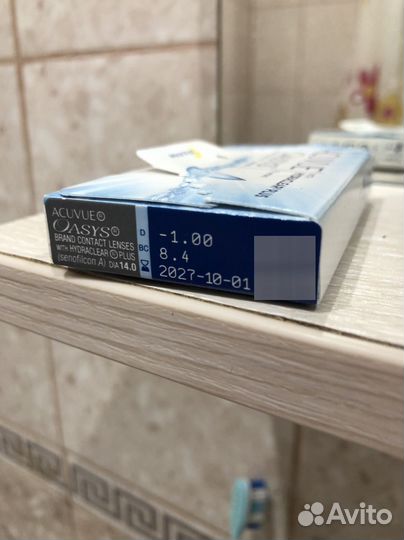 ACUVUE®
OASYS®
BRAND CONTACT LENSES
WITH HYDRACLEAR® PLUS
(senofilcon A) DIA 14.0
D -1.00
BC 8.4
2027-10-01
Avito